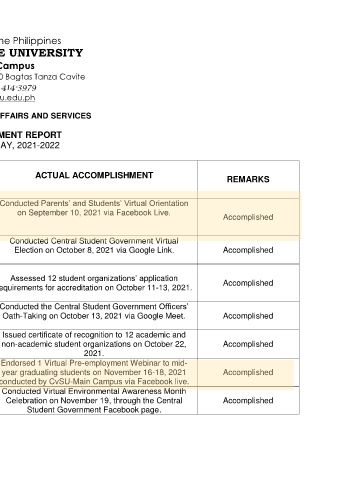 he Philippines
E UNIVERSITY
Campus
Bagtas Tanza Cavite
414-3979
u.edu.ph
FFAIRS AND SERVICES
MENT REPORT
AY, 2021-2022
ACTUAL ACCOMPLISHMENT
REMARKS
Conducted Parents' and Students' Virtual Orientation
on September 10, 2021 via Facebook Live.
Accomplished
Conducted Central Student Government Virtual
Election on October 8, 2021 via Google Link.
Accomplished
Assessed 12 student organizations' application
equirements for accreditation on October 11-13, 2021.
Accomplished
Conducted the Central Student Government Officers'
Oath-Taking on October 13, 2021 via Google Meet.
Accomplished
Issued certificate of recognition to 12 academic and
non-academic student organizations on October 22,
2021.
Accomplished
Endorsed 1 Virtual Pre-employment Webinar to mid-
year graduating students on November 16-18, 2021
conducted by CvSU-Main Campus via Facebook live.
Accomplished
Conducted Virtual Environmental Awareness Month
Celebration on November 19, through the Central
Student Government Facebook page.
Accomplished